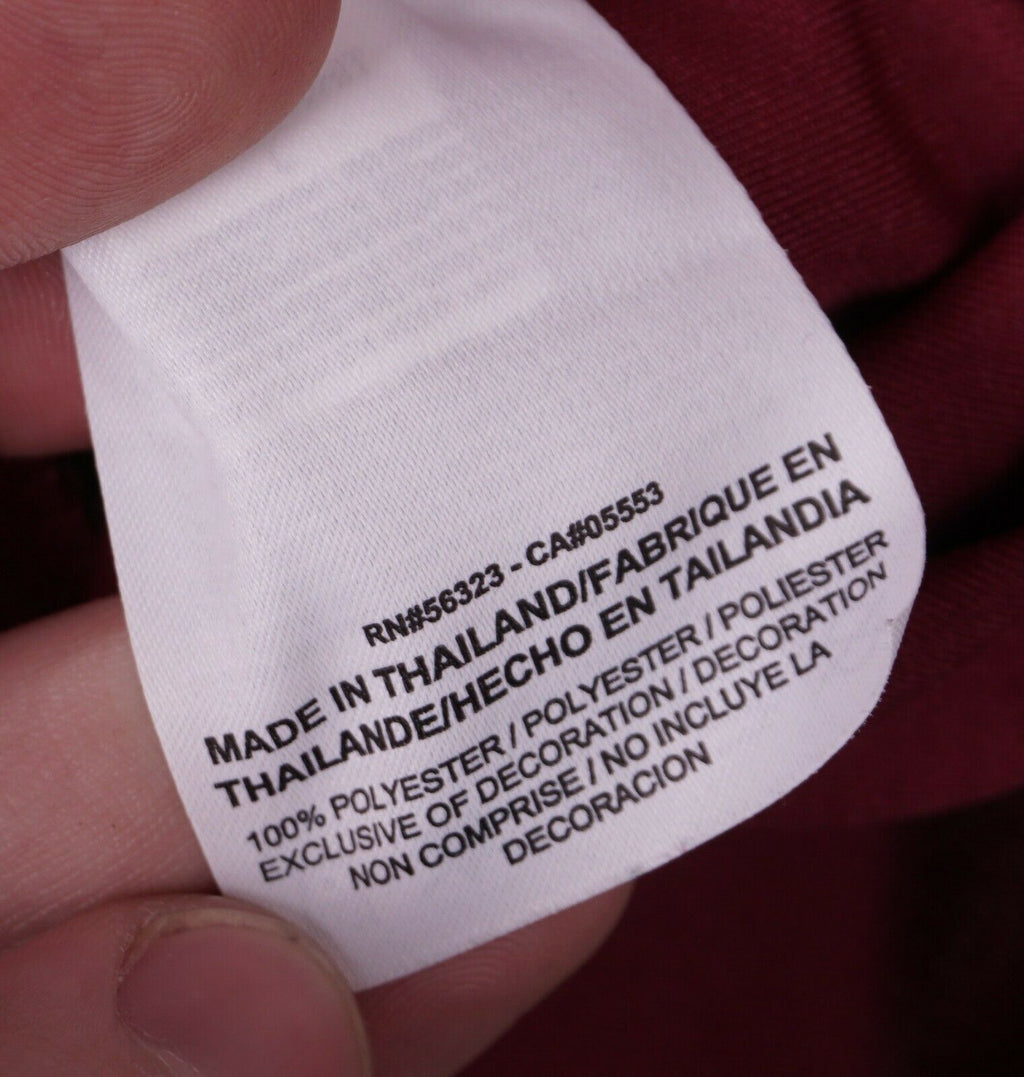 RN#56323 - CA#05553
MADE IN THAILAND/FABRIQUE EN
THAILANDE/HECHO EN TAILANDIA
100% POLYESTER / POLYESTER / POLIESTER
EXCLUSIVE OF DECORATION / DECORATION
NON COMPRISE / NO INCLUYE LA
DECORACION